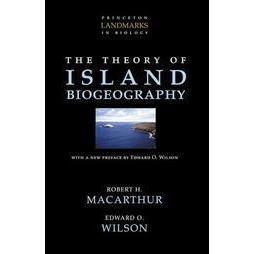 PRINCETON
LANDMARKS
IN BIOLOGY
THE THEORY OF
ISLAND
BIOGEOGRAPHY
WITH A NEW PREFACE BY EDWARD O. WILSON
ROBERT H.
MACARTHUR
EDWARD O.
WILSON